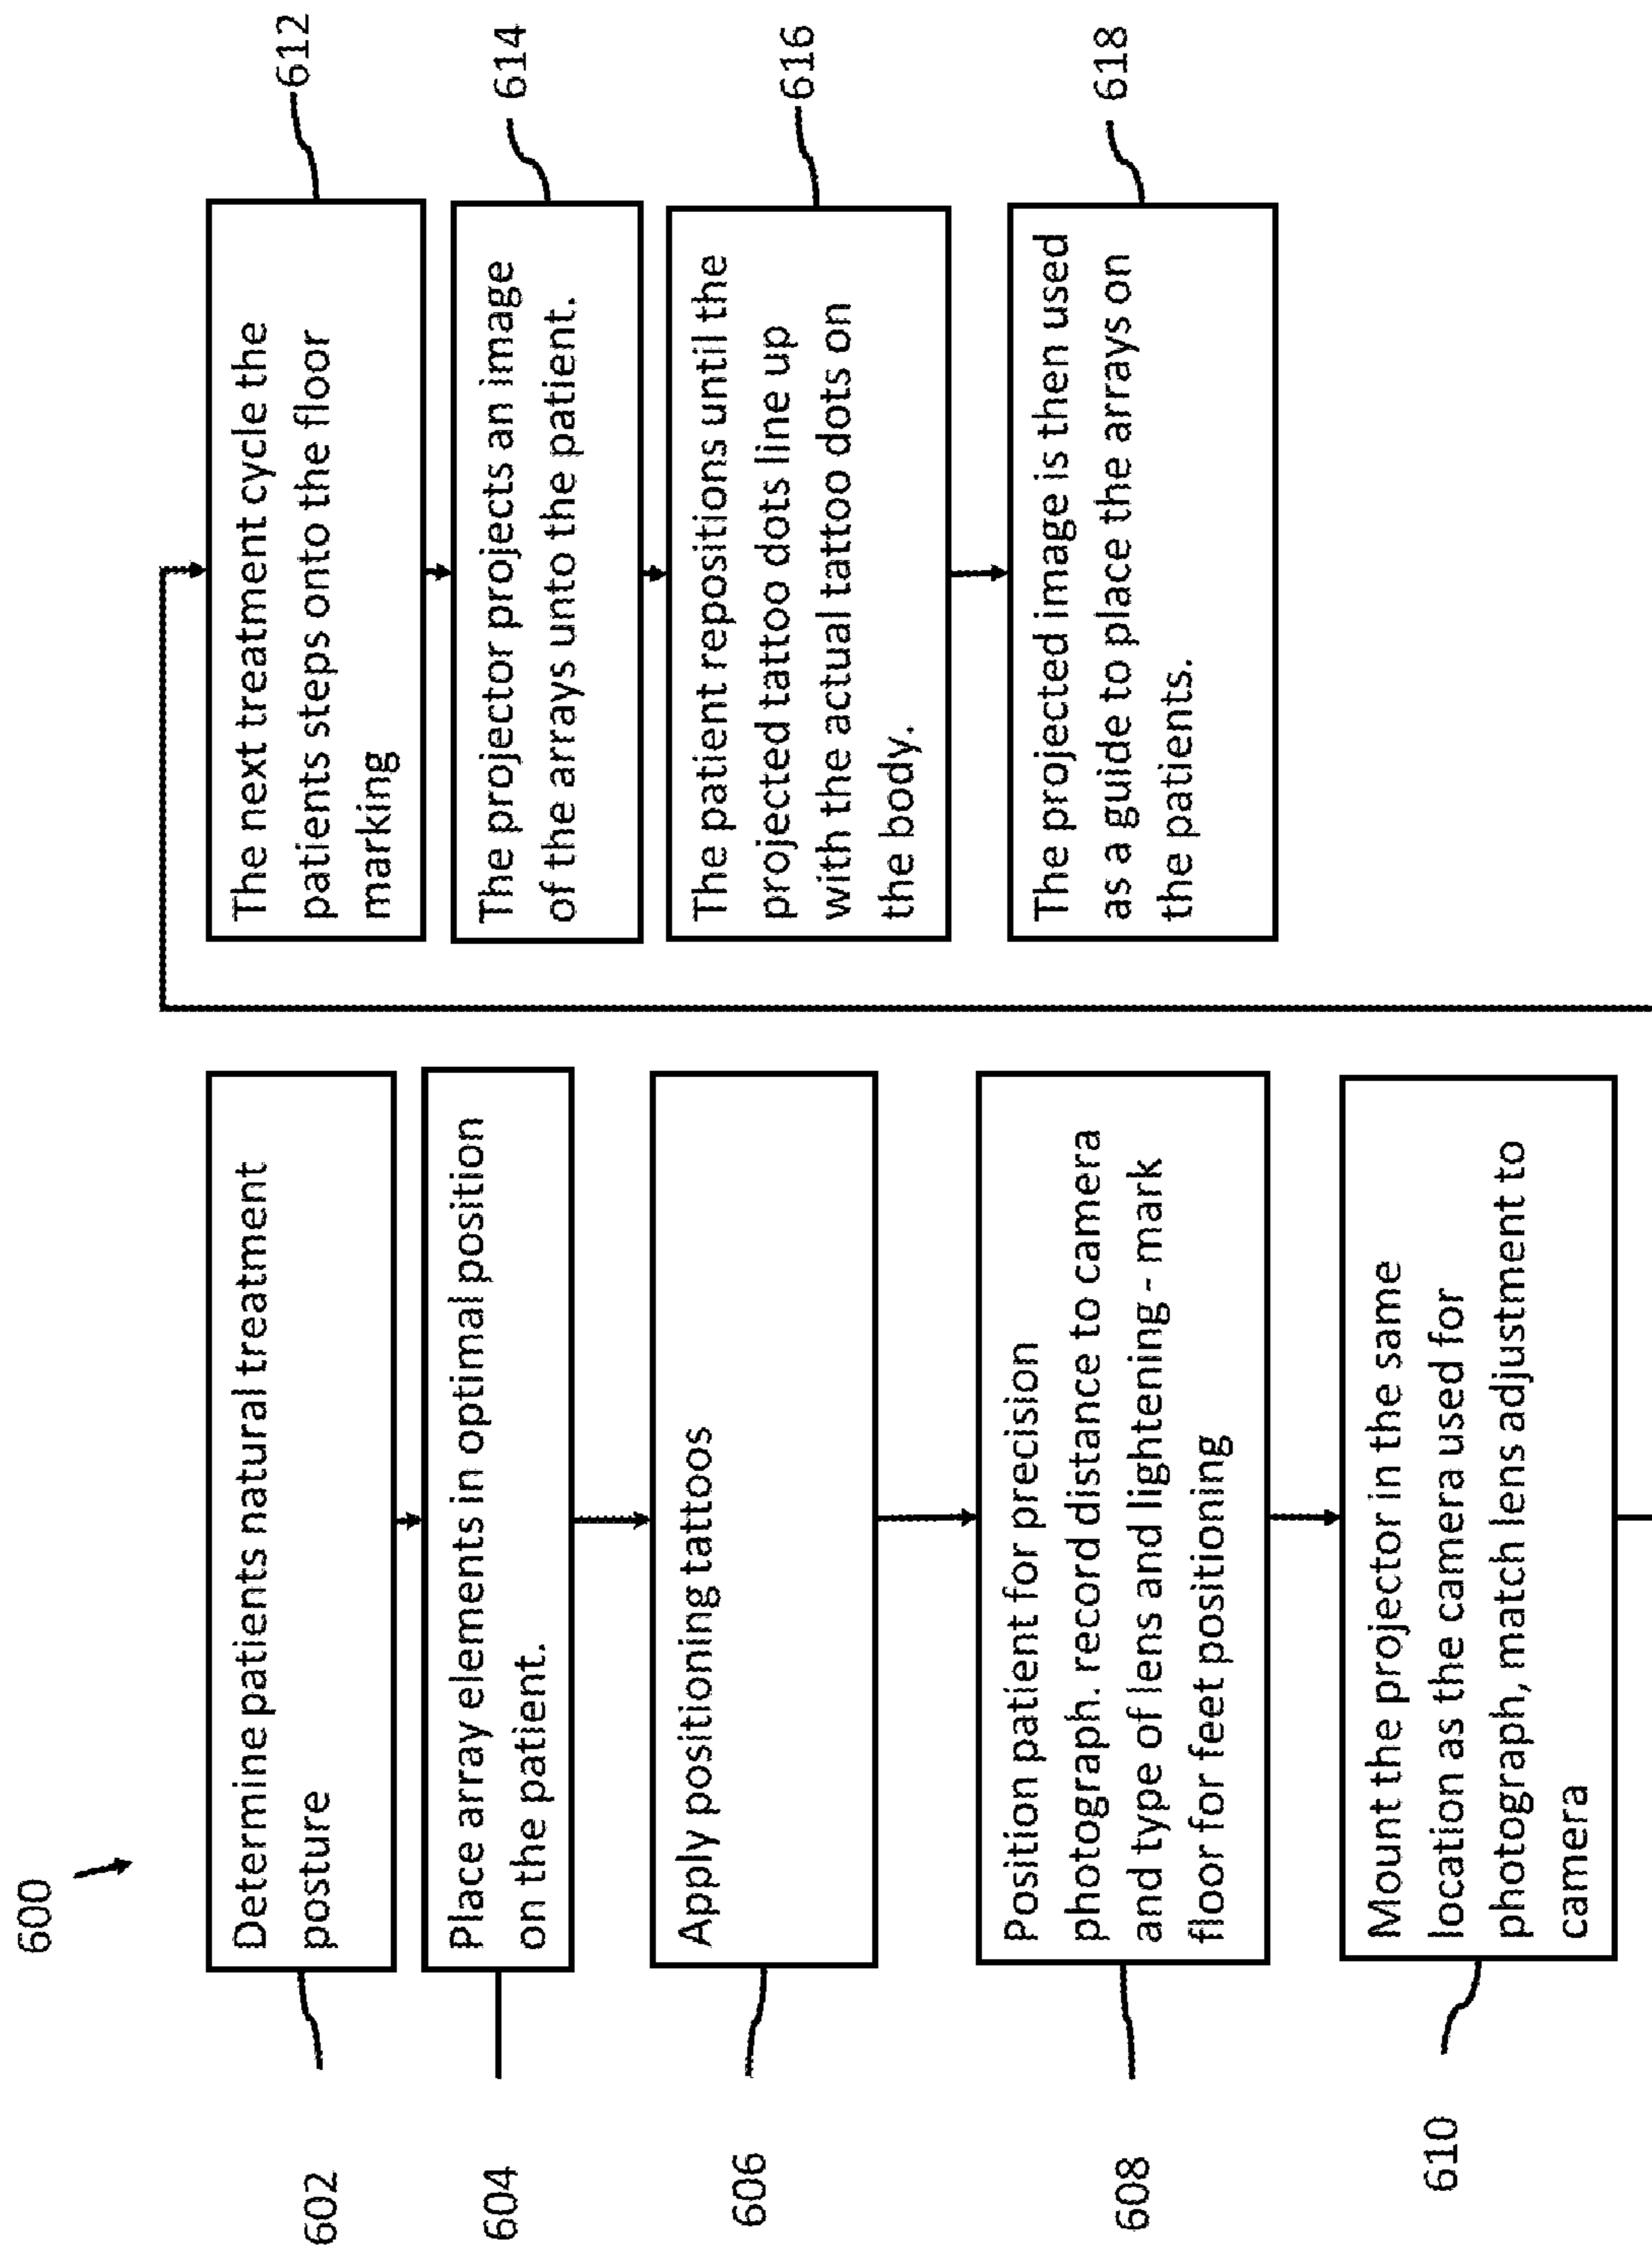 600
602
Determine patients natural treatment
posture
604
Place array elements in optimal position
on the patient.
606
Apply positioning tattoos
608
Position patient for precision
photograph. record distance to camera
and type of lens and lightening - mark
floor for feet positioning
610
Mount the projector in the same
location as the camera used for
photograph, match lens adjustment to
camera
The next treatment cycle the
patients steps onto the floor
marking
612
The projector projects an image
of the arrays unto the patient.
614
The patient repositions until the
projected tattoo dots line up
with the actual tattoo dots on
the body.
616
The projected image is then used
as a guide to place the arrays on
the patients.
618